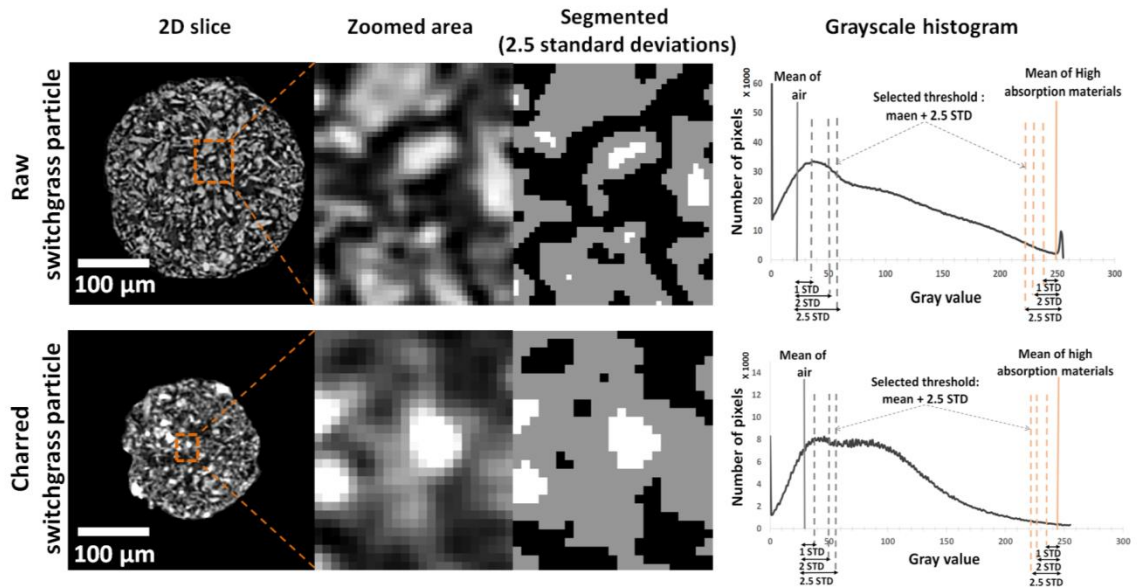 2D slice
Zoomed area
Segmented
(2.5 standard deviations)
Grayscale histogram
Raw
switchgrass particle
100 µm
Number of pixels
X 1000
60
50
40
30
20
10
0
Mean of
air
Selected threshold :
maen + 2.5 STD
Mean of High
absorption materials
0
50
100
150
200
250
300
1 STD
2 STD
2.5 STD
Gray value
1 STD
2 STD
2.5 STD
Charred
switchgrass particle
100 µm
Number of pixels
X 1000
14
12
10
8
6
4
2
0
Mean of
air
Selected threshold:
mean + 2.5 STD
Mean of high
absorption materials
0
50
100
150
200
250
300
1 STD
2 STD
2.5 STD
Gray value
1 STD
2 STD
2.5 STD